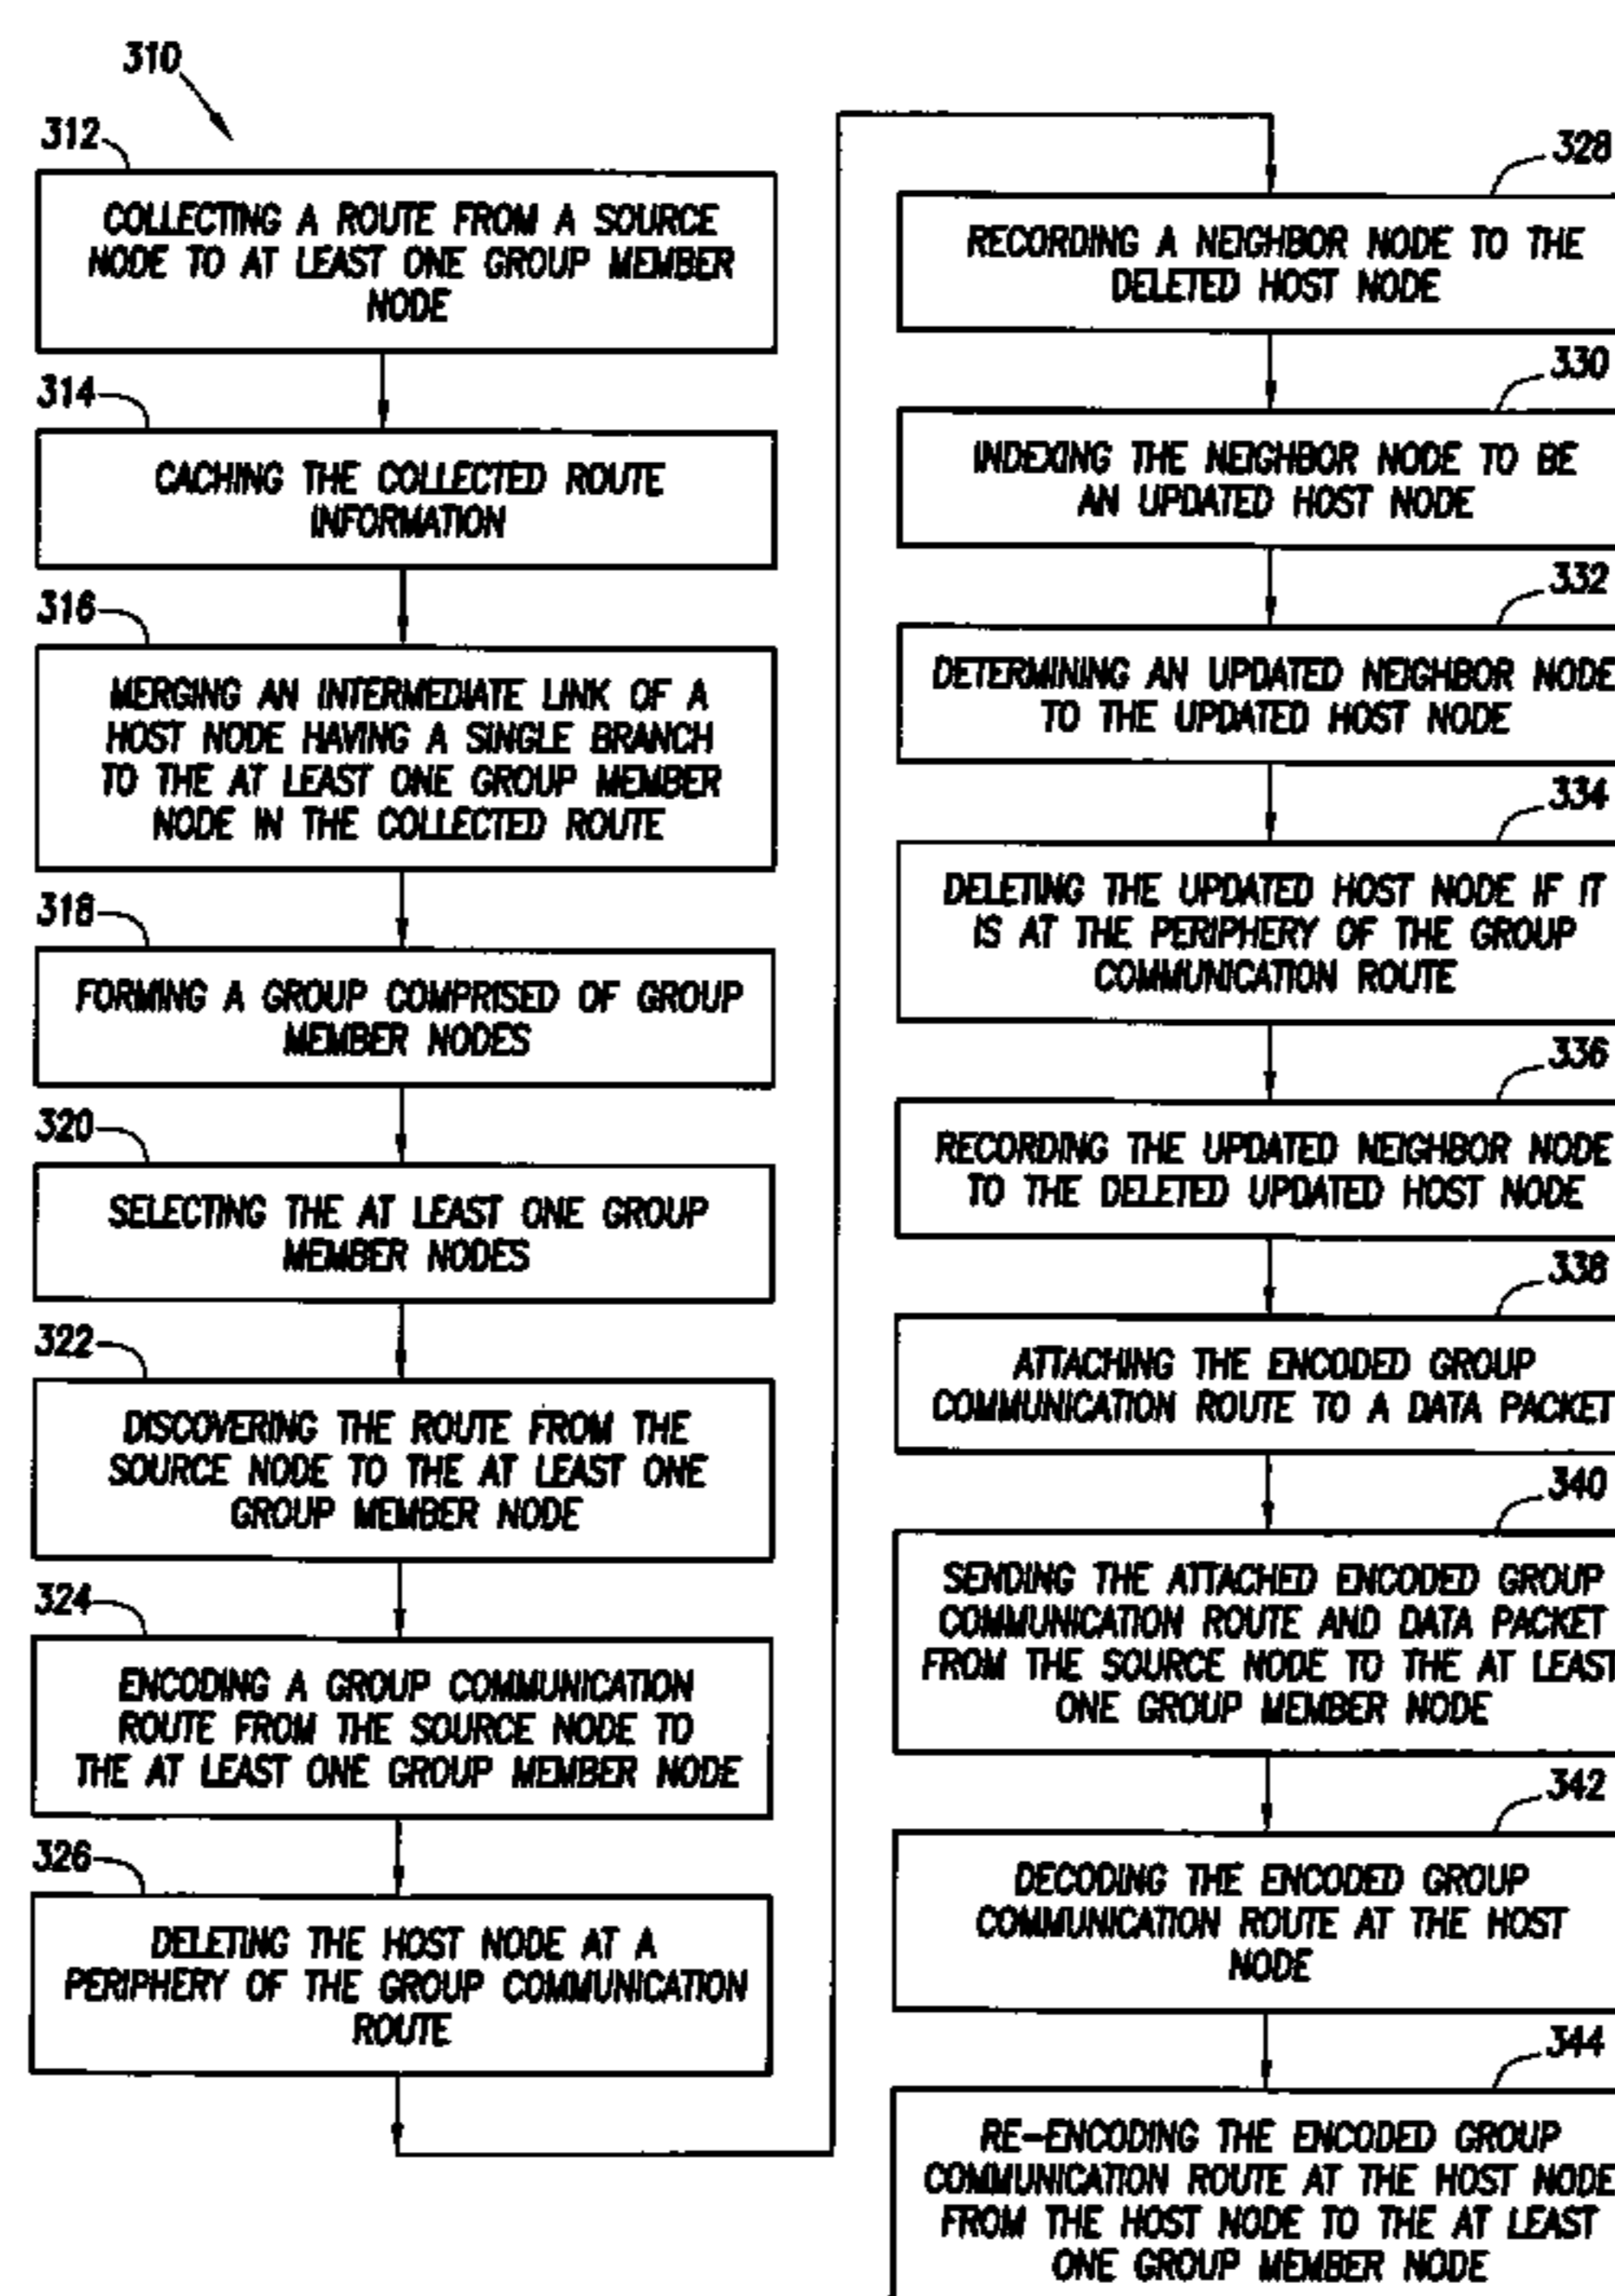 310
312
COLLECTING A ROUTE FROM A SOURCE
NODE TO AT LEAST ONE GROUP MEMBER
NODE
314
CACHING THE COLLECTED ROUTE
INFORMATION
316
MERGING AN INTERMEDIATE LINK OF A
HOST NODE HAVING A SINGLE BRANCH
TO THE AT LEAST ONE GROUP MEMBER
NODE IN THE COLLECTED ROUTE
318
FORMING A GROUP COMPRISED OF GROUP
MEMBER NODES
320
SELECTING THE AT LEAST ONE GROUP
MEMBER NODES
322
DISCOVERING THE ROUTE FROM THE
SOURCE NODE TO THE AT LEAST ONE
GROUP MEMBER NODE
324
ENCODING A GROUP COMMUNICATION
ROUTE FROM THE SOURCE NODE TO
THE AT LEAST ONE GROUP MEMBER NODE
326
DELETING THE HOST NODE AT A
PERIPHERY OF THE GROUP COMMUNICATION
ROUTE
328
RECORDING A NEIGHBOR NODE TO THE
DELETED HOST NODE
330
INDEXING THE NEIGHBOR NODE TO BE
AN UPDATED HOST NODE
332
DETERMINING AN UPDATED NEIGHBOR NODE
TO THE UPDATED HOST NODE
334
DELETING THE UPDATED HOST NODE IF IT
IS AT THE PERIPHERY OF THE GROUP
COMMUNICATION ROUTE
336
RECORDING THE UPDATED NEIGHBOR NODE
TO THE DELETED UPDATED HOST NODE
338
ATTACHING THE ENCODED GROUP
COMMUNICATION ROUTE TO A DATA PACKET
340
SENDING THE ATTACHED ENCODED GROUP
COMMUNICATION ROUTE AND DATA PACKET
FROM THE SOURCE NODE TO THE AT LEAST
ONE GROUP MEMBER NODE
342
DECODING THE ENCODED GROUP
COMMUNICATION ROUTE AT THE HOST
NODE
344
RE-ENCODING THE ENCODED GROUP
COMMUNICATION ROUTE AT THE HOST NODE
FROM THE HOST NODE TO THE AT LEAST
ONE GROUP MEMBER NODE